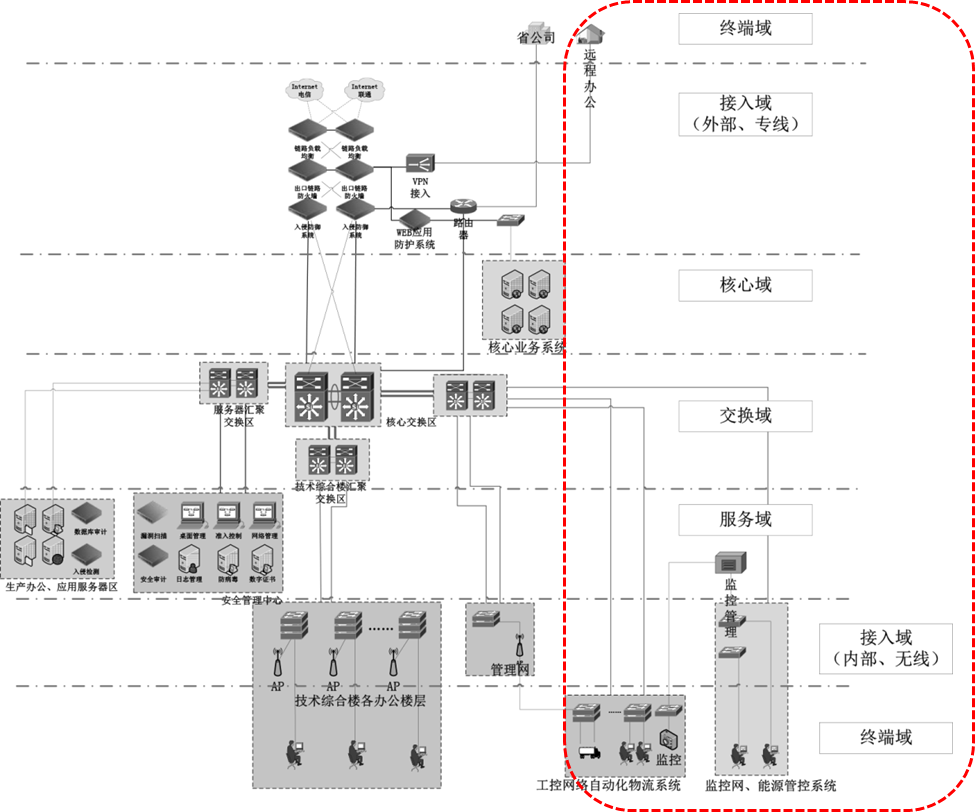 省公司
远程办公
终端域
Internet
电信
Internet
联通
接入域
（外部、专线）
链路负载
均衡
链路负载
均衡
VPN
接入
出口链路
防火墙
出口链路
防火墙
路由
器
入侵防御
系统
入侵防御
系统
WEB应用
防护系统
核心域
核心业务系统
服务器汇聚
交换区
核心交换区
交换域
技术综合楼汇聚
交换区
服务域
数据库审计
入侵检测
生产办公、应用服务器区
漏洞扫描
桌面管理
准入控制
网络管理
安全审计
日志管理
防病毒
数字证书
安全管理中心
监控管理
接入域
（内部、无线）
......
AP
AP
AP
技术综合楼各办公楼层
管理网
......
监控
终端域
工控网络自动化物流系统
监控网、能源管控系统